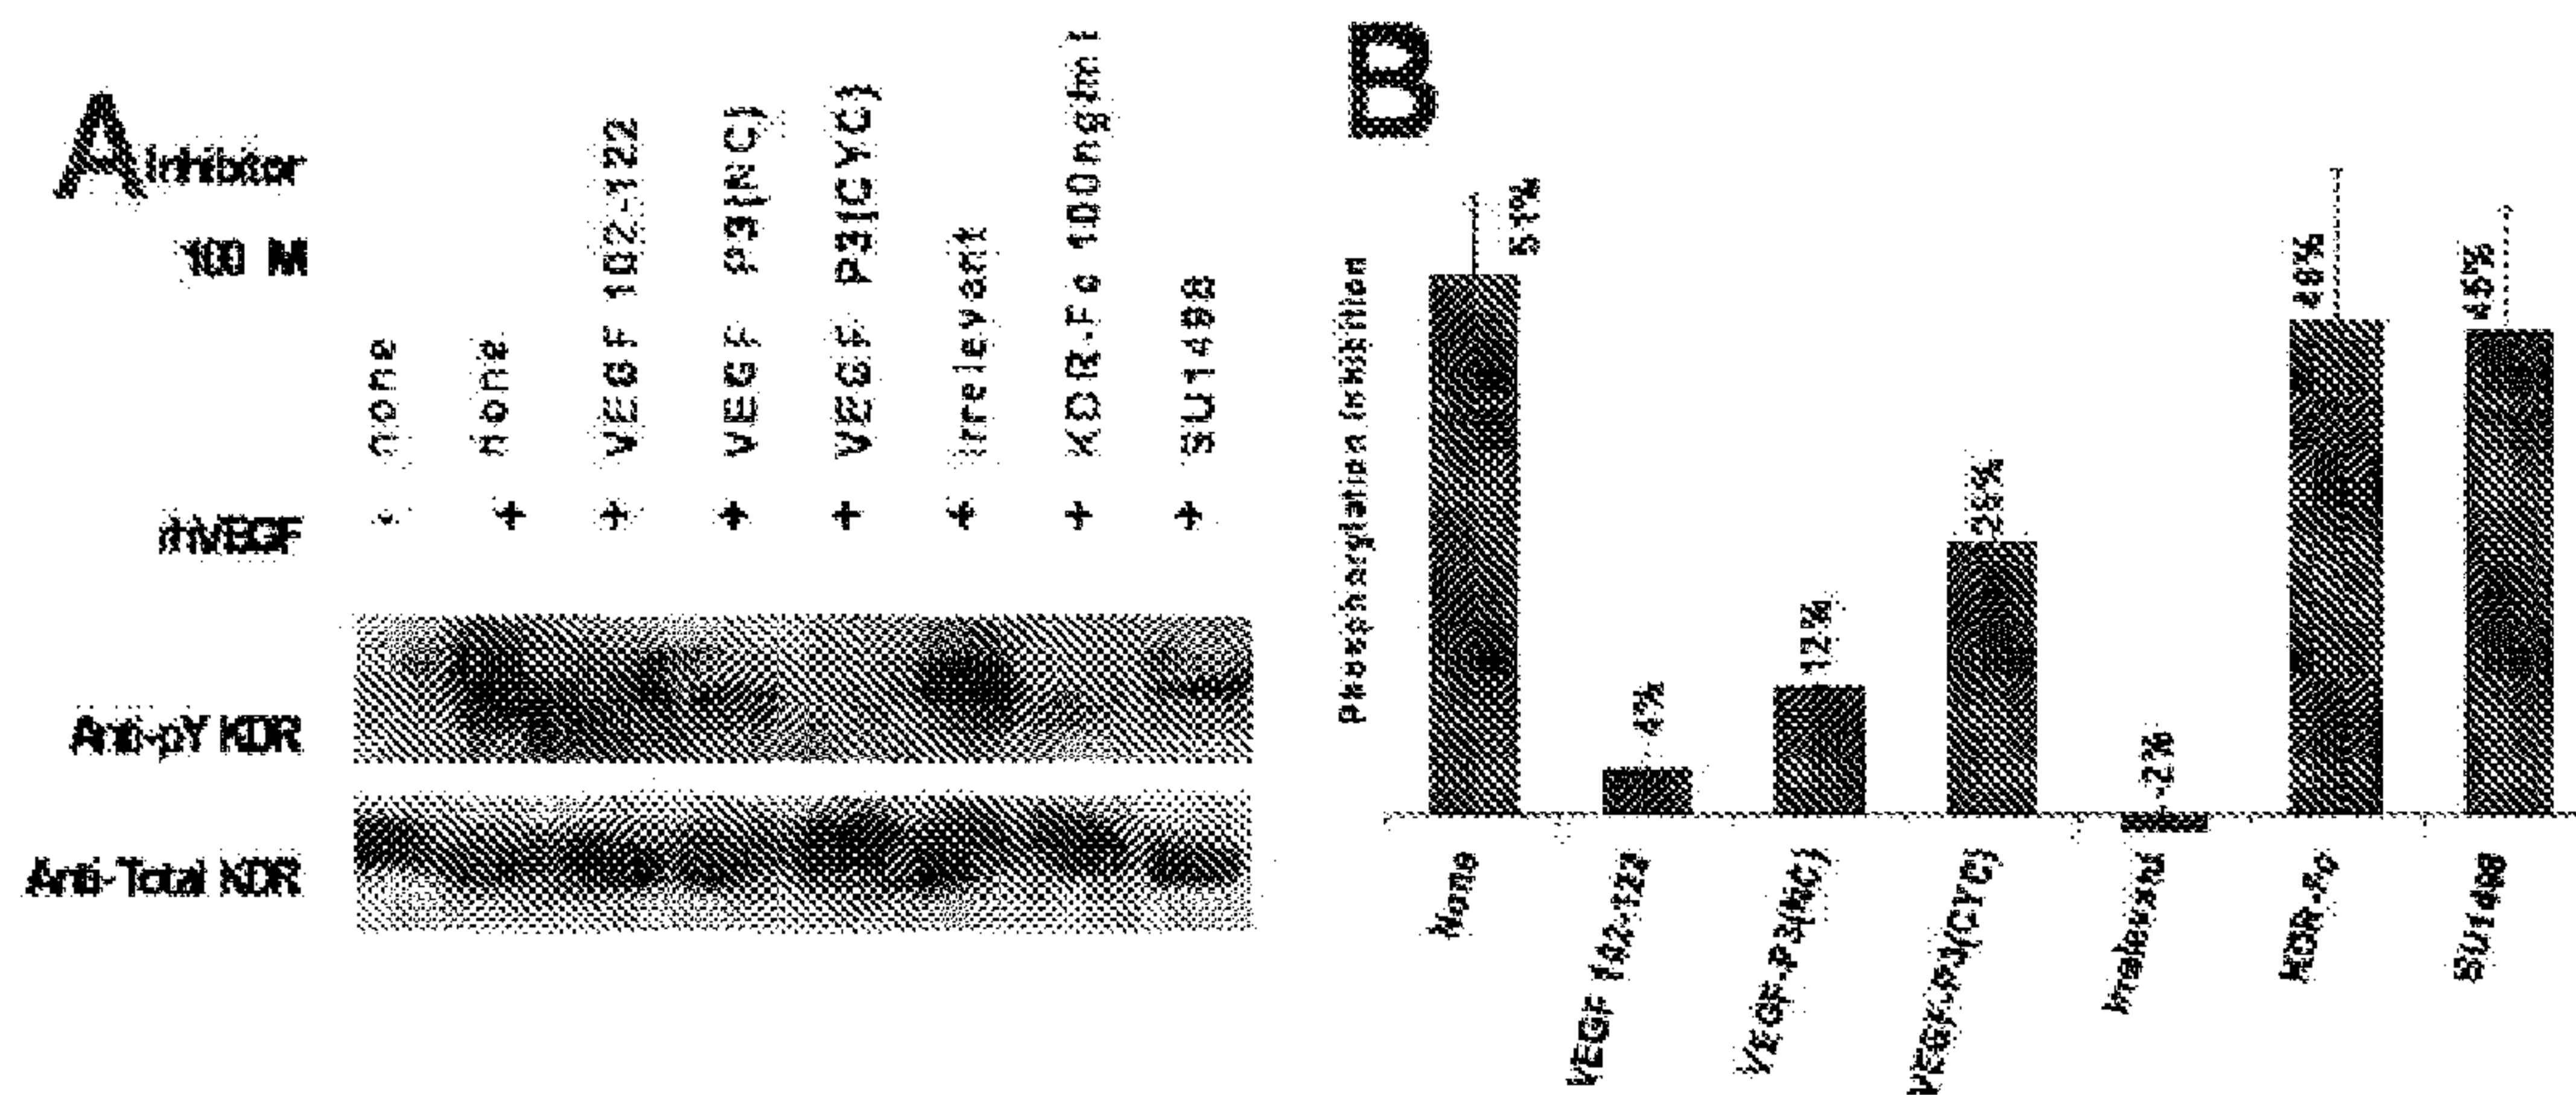 A
Inhibitor
100 M
none
None
VEGF 102-122
VEGF P3(NC)
VEGF P3(CYC)
Irrelevant
KDR-Fc 100ng/ml
SU1498
rhVEGF
- + + + + + + +
Anti-pY KDR
Anti-Total KDR
B
Phosphorylation Inhibition
51%
4%
12%
-2%
46%
None
VEGF 102-122
VEGF-P3(NC)
VEGF-P3(CYC)
Irrelevant
KDR-Fc
SU1498